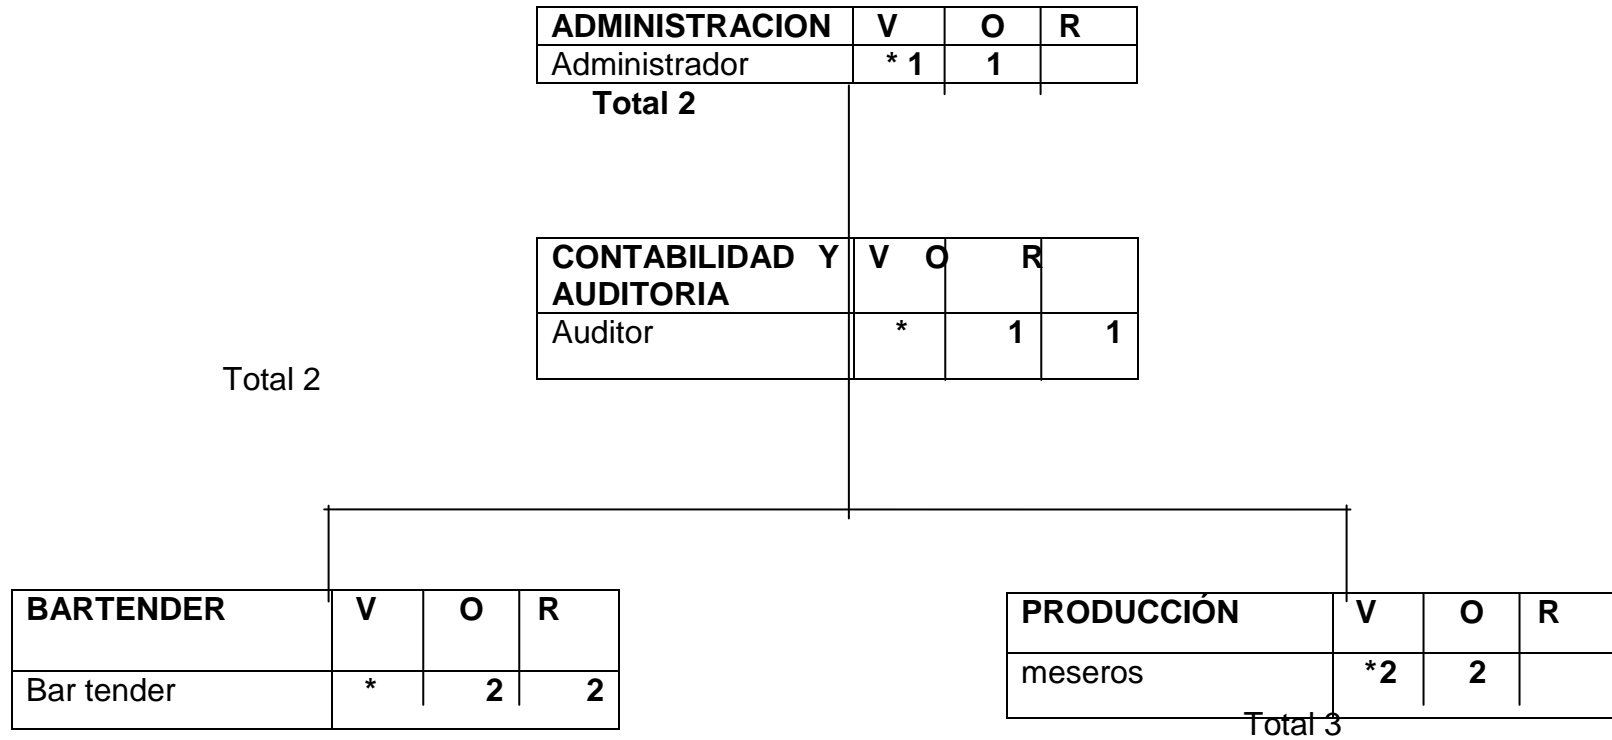 ADMINISTRACION V O R
Administrador * 1 1
Total 2
CONTABILIDAD Y V O R
AUDITORIA
Auditor * 1 1
Total 2
BARTENDER V O R
Bar tender * 2 2
PRODUCCIÓN V O R
meseros *2 2
Total 3